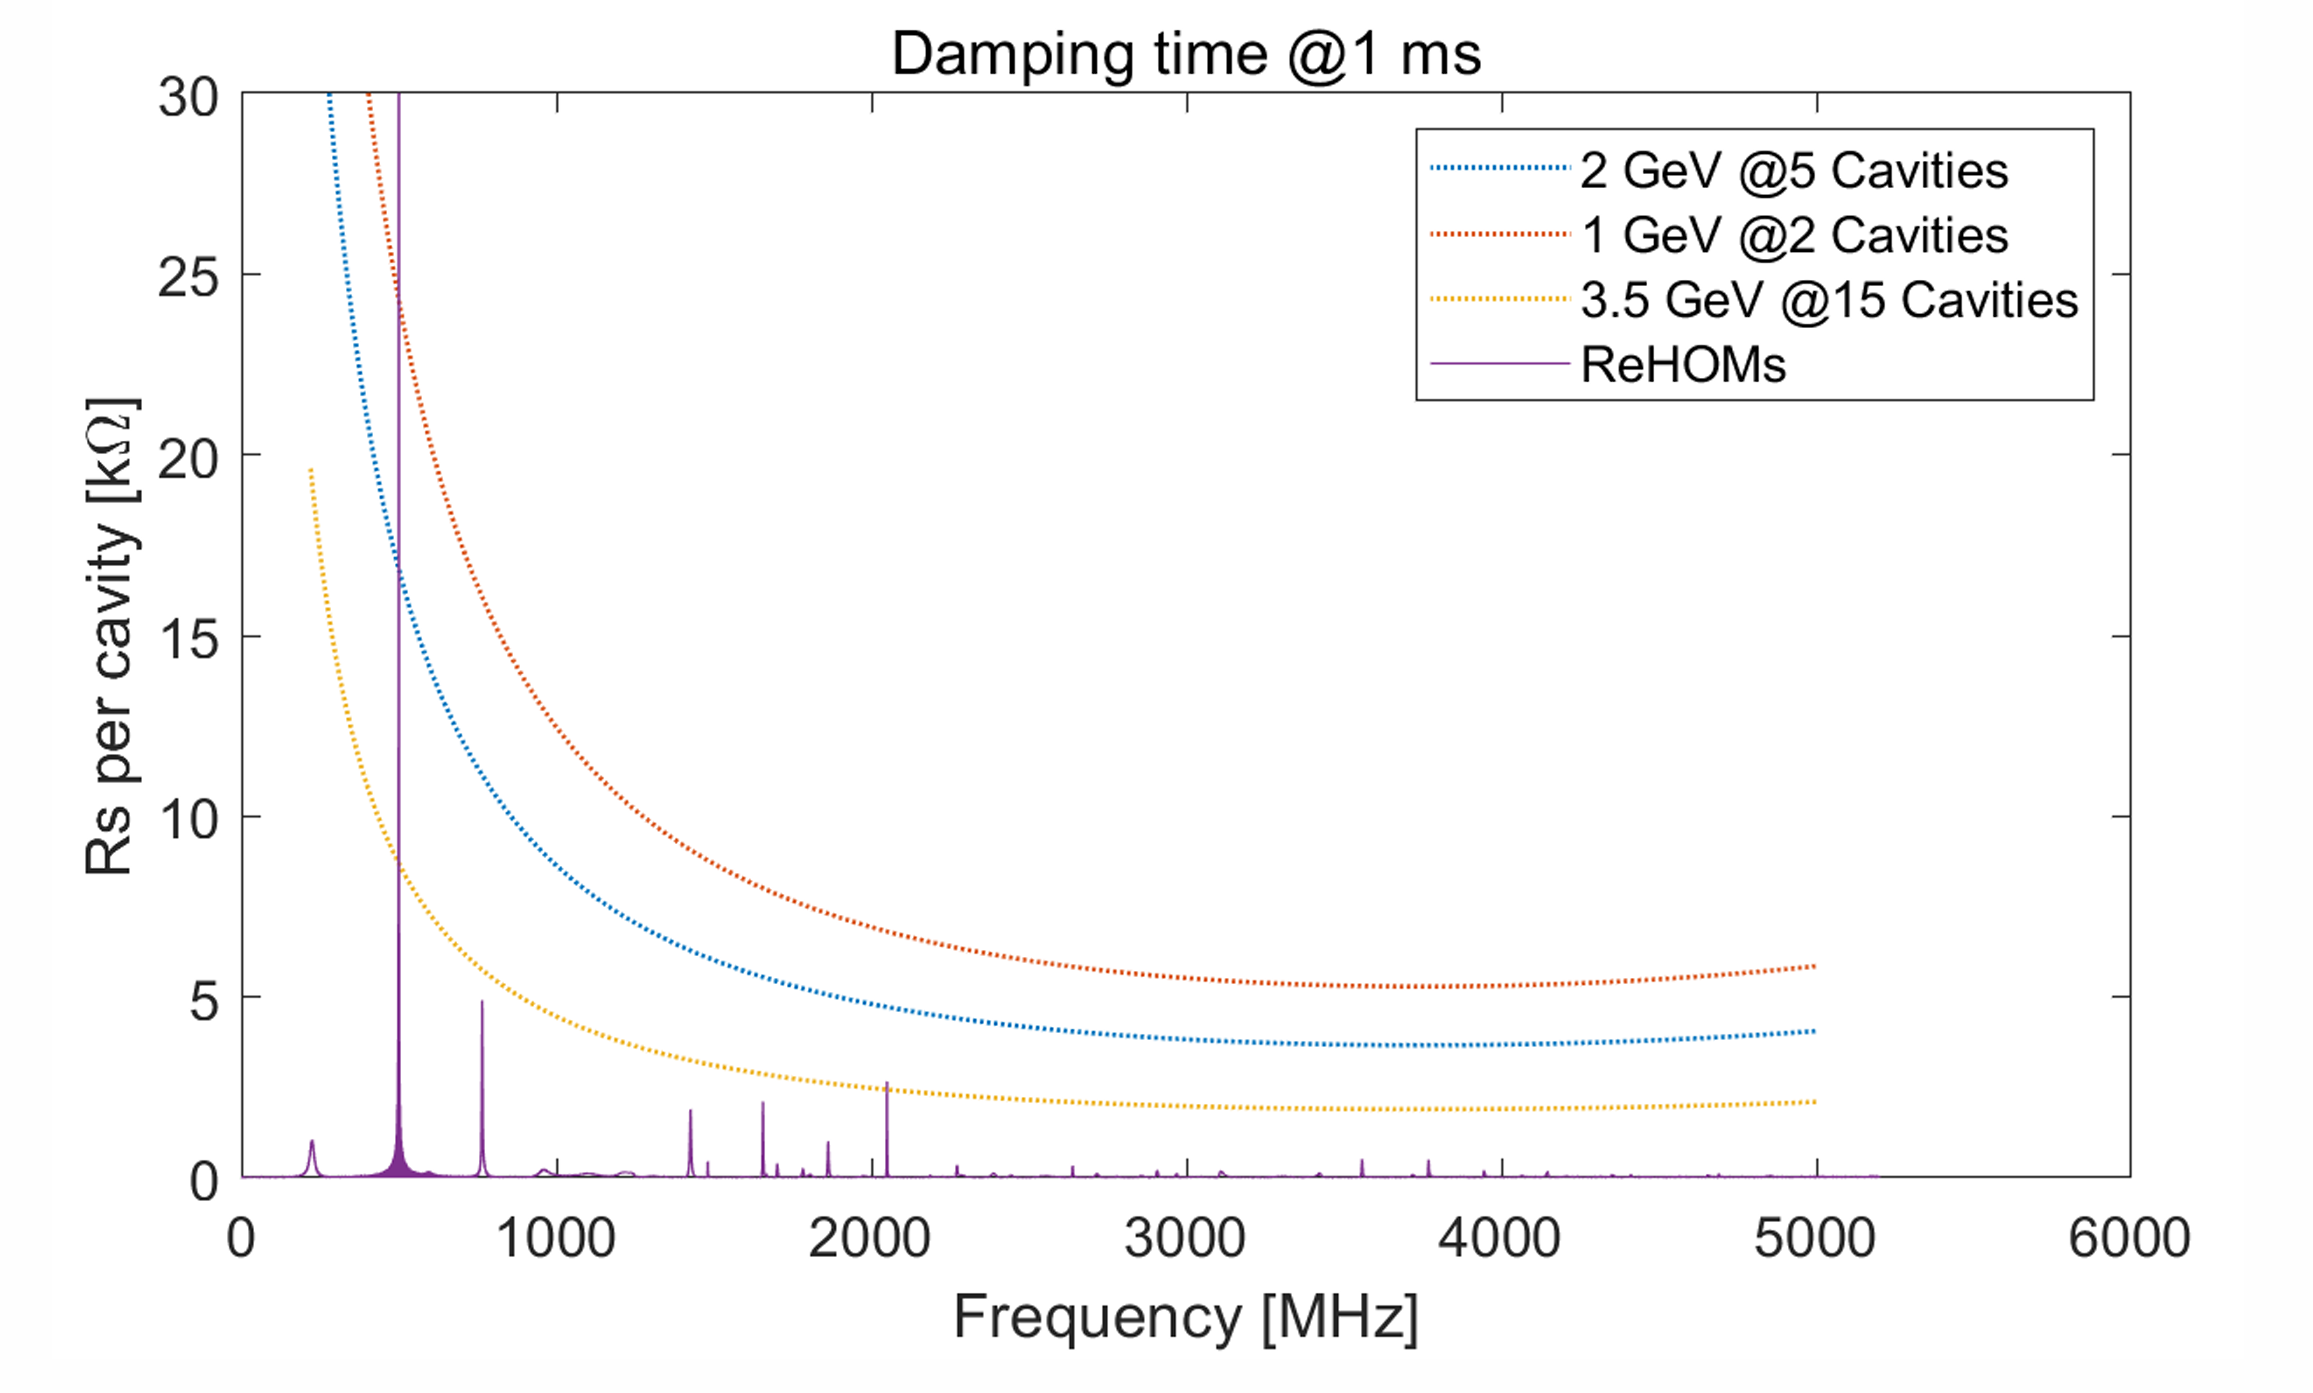 Damping time @1 ms
30
25
20
15
10
5
0
Rs per cavity [kΩ]
2 GeV @5 Cavities
1 GeV @2 Cavities
3.5 GeV @15 Cavities
ReHOMs
0 1000 2000 3000 4000 5000 6000
Frequency [MHz]